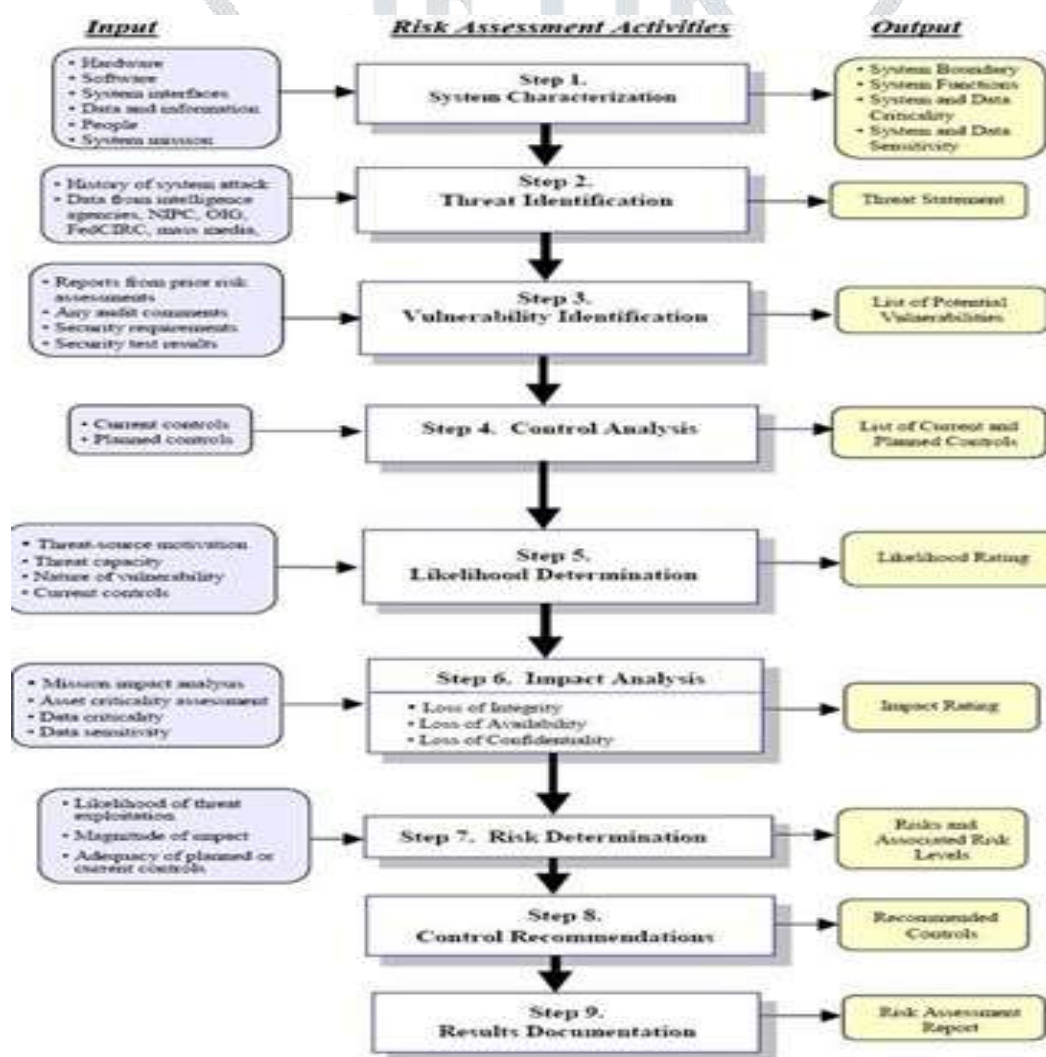 Input
Risk Assessment Activities
Output
• Hardware
• Software
• System interfaces
• Data and information
• People
• System mission
Step 1.
System Characterization
• System Boundary
• System Functions
• System and Data
Criticality
• System and Data
Sensitivity
• History of system attack
• Data from intelligence
agencies, NIPC, OIG,
FedCIRC, mass media,
Step 2.
Threat Identification
Threat Statement
• Reports from prior risk
assessments
• Any audit comments
• Security requirements
• Security test results
Step 3.
Vulnerability Identification
List of Potential
Vulnerabilities
• Current controls
• Planned controls
Step 4. Control Analysis
List of Current and
Planned Controls
• Threat-source motivation
• Threat capacity
• Nature of vulnerability
• Current controls
Step 5.
Likelihood Determination
Likelihood Rating
• Mission impact analysis
• Asset criticality assessment
• Data criticality
• Data sensitivity
Step 6. Impact Analysis
• Loss of Integrity
• Loss of Availability
• Loss of Confidentiality
Impact Rating
• Likelihood of threat
exploitation
• Magnitude of impact
• Adequacy of planned or
current controls
Step 7. Risk Determination
Risks and
Associated Risk
Levels
Step 8.
Control Recommendations
Recommended
Controls
Step 9.
Results Documentation
Risk Assessment
Report